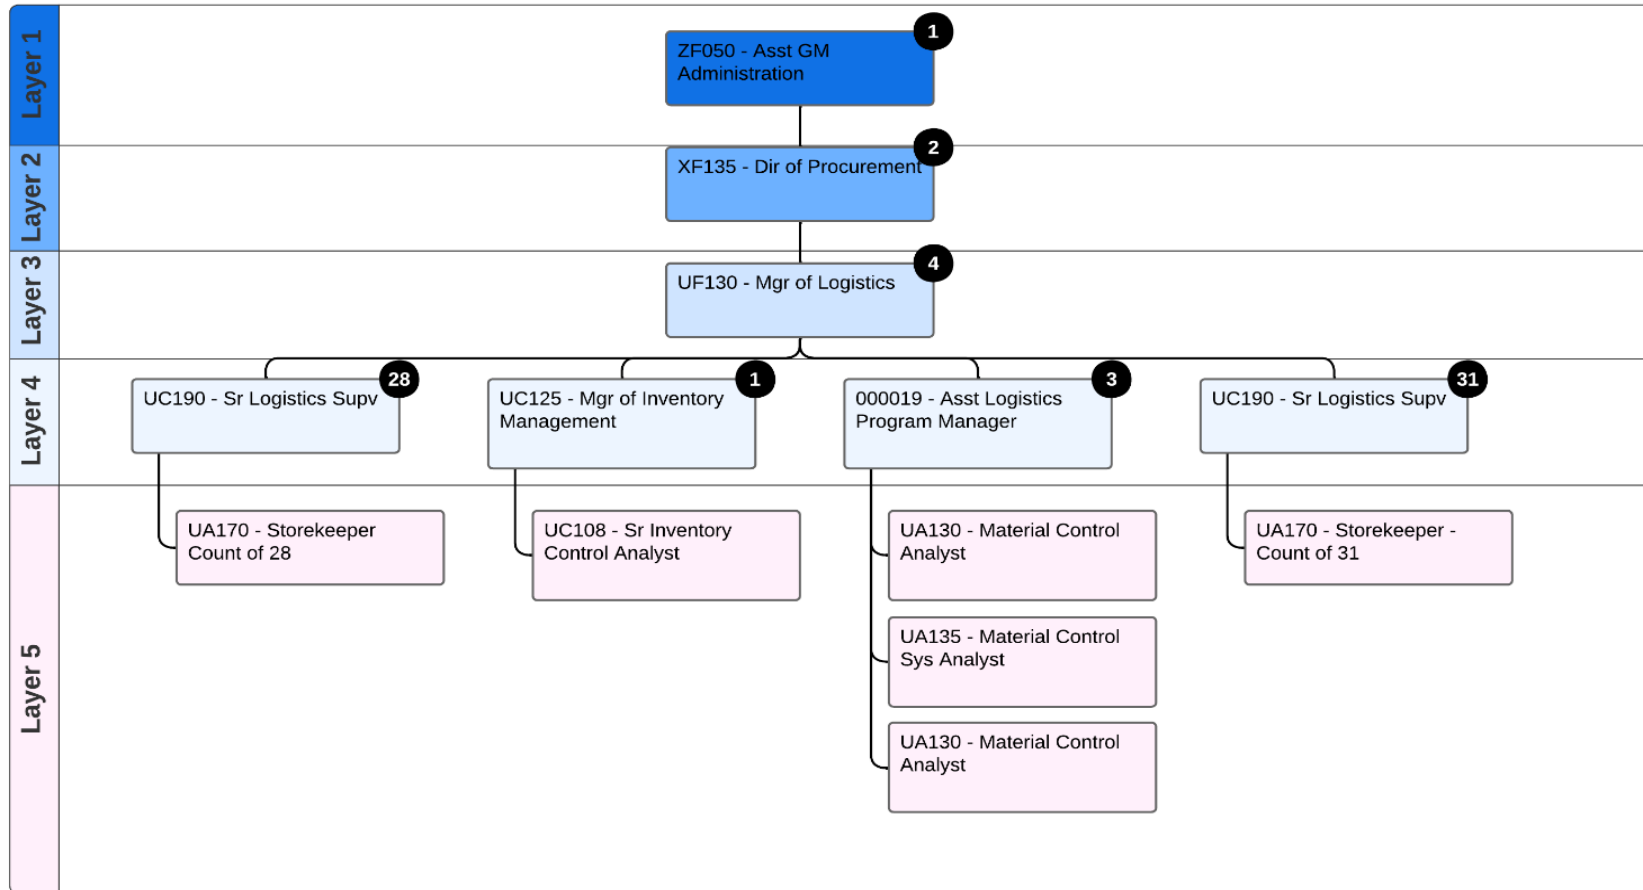 Layer 1
1
ZF050 - Asst GM
Administration
Layer 2
2
XF135 - Dir of Procurement
Layer 3
4
UF130 - Mgr of Logistics
Layer 4
28
UC190 - Sr Logistics Supv
1
UC125 - Mgr of Inventory
Management
3
000019 - Asst Logistics
Program Manager
31
UC190 - Sr Logistics Supv
Layer 5
UA170 - Storekeeper
Count of 28
UC108 - Sr Inventory
Control Analyst
UA130 - Material Control
Analyst
UA135 - Material Control
Sys Analyst
UA130 - Material Control
Analyst
UA170 - Storekeeper -
Count of 31